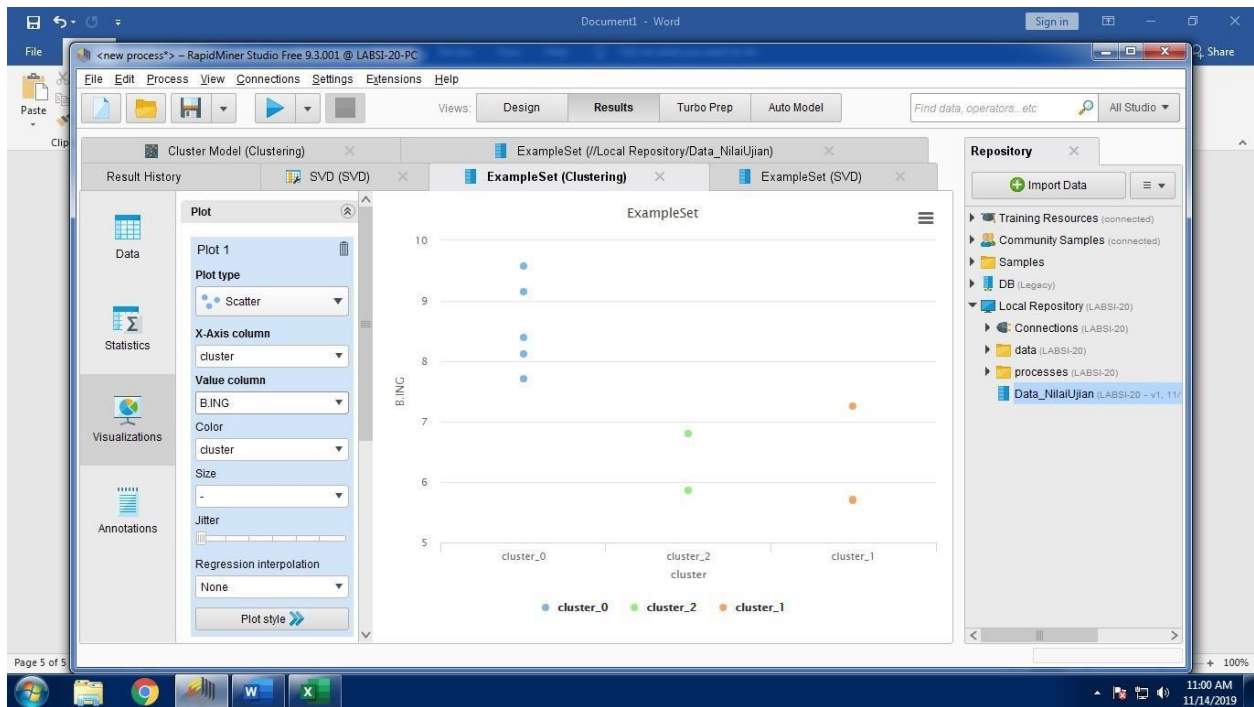 Document1 - Word
Sign in
File
Share
Paste
Clip
<new process*> – RapidMiner Studio Free 9.3.001 @ LABSI-20-PC
File Edit Process View Connections Settings Extensions Help
Views: Design Results Turbo Prep Auto Model
Find data, operators...etc
All Studio
Cluster Model (Clustering)
ExampleSet (//Local Repository/Data_NilaiUjian)
Result History
SVD (SVD)
ExampleSet (Clustering)
ExampleSet (SVD)
Data
Statistics
Visualizations
Annotations
Plot
Plot 1
Plot type
Scatter
X-Axis column
cluster
Value column
B.ING
Color
cluster
Size
-
Jitter
Regression interpolation
None
Plot style
ExampleSet
B.ING
10
9
8
7
6
5
cluster_0 cluster_2 cluster_1
cluster
cluster_0 cluster_2 cluster_1
Repository
Import Data
Training Resources (connected)
Community Samples (connected)
Samples
DB (Legacy)
Local Repository (LABSI-20)
Connections (LABSI-20)
data (LABSI-20)
processes (LABSI-20)
Data_NilaiUjian (LABSI-20 - v1, 11/
Page 5 of 5
+ 100%
11:00 AM
11/14/2019